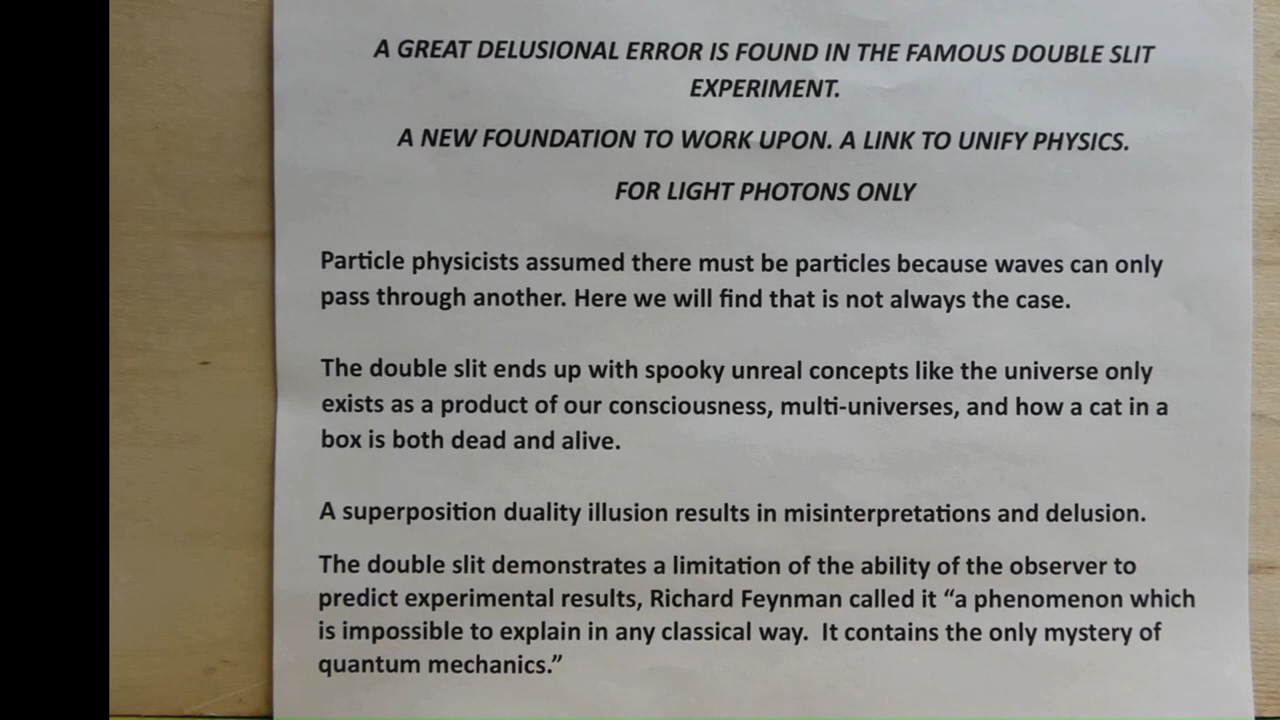 A GREAT DELUSIONAL ERROR IS FOUND IN THE FAMOUS DOUBLE SLIT
EXPERIMENT.
A NEW FOUNDATION TO WORK UPON. A LINK TO UNIFY PHYSICS.
FOR LIGHT PHOTONS ONLY
Particle physicists assumed there must be particles because waves can only
pass through another. Here we will find that is not always the case.
The double slit ends up with spooky unreal concepts like the universe only
exists as a product of our consciousness, multi-universes, and how a cat in a
box is both dead and alive.
A superposition duality illusion results in misinterpretations and delusion.
The double slit demonstrates a limitation of the ability of the observer to
predict experimental results, Richard Feynman called it “a phenomenon which
is impossible to explain in any classical way.  It contains the only mystery of
quantum mechanics.”